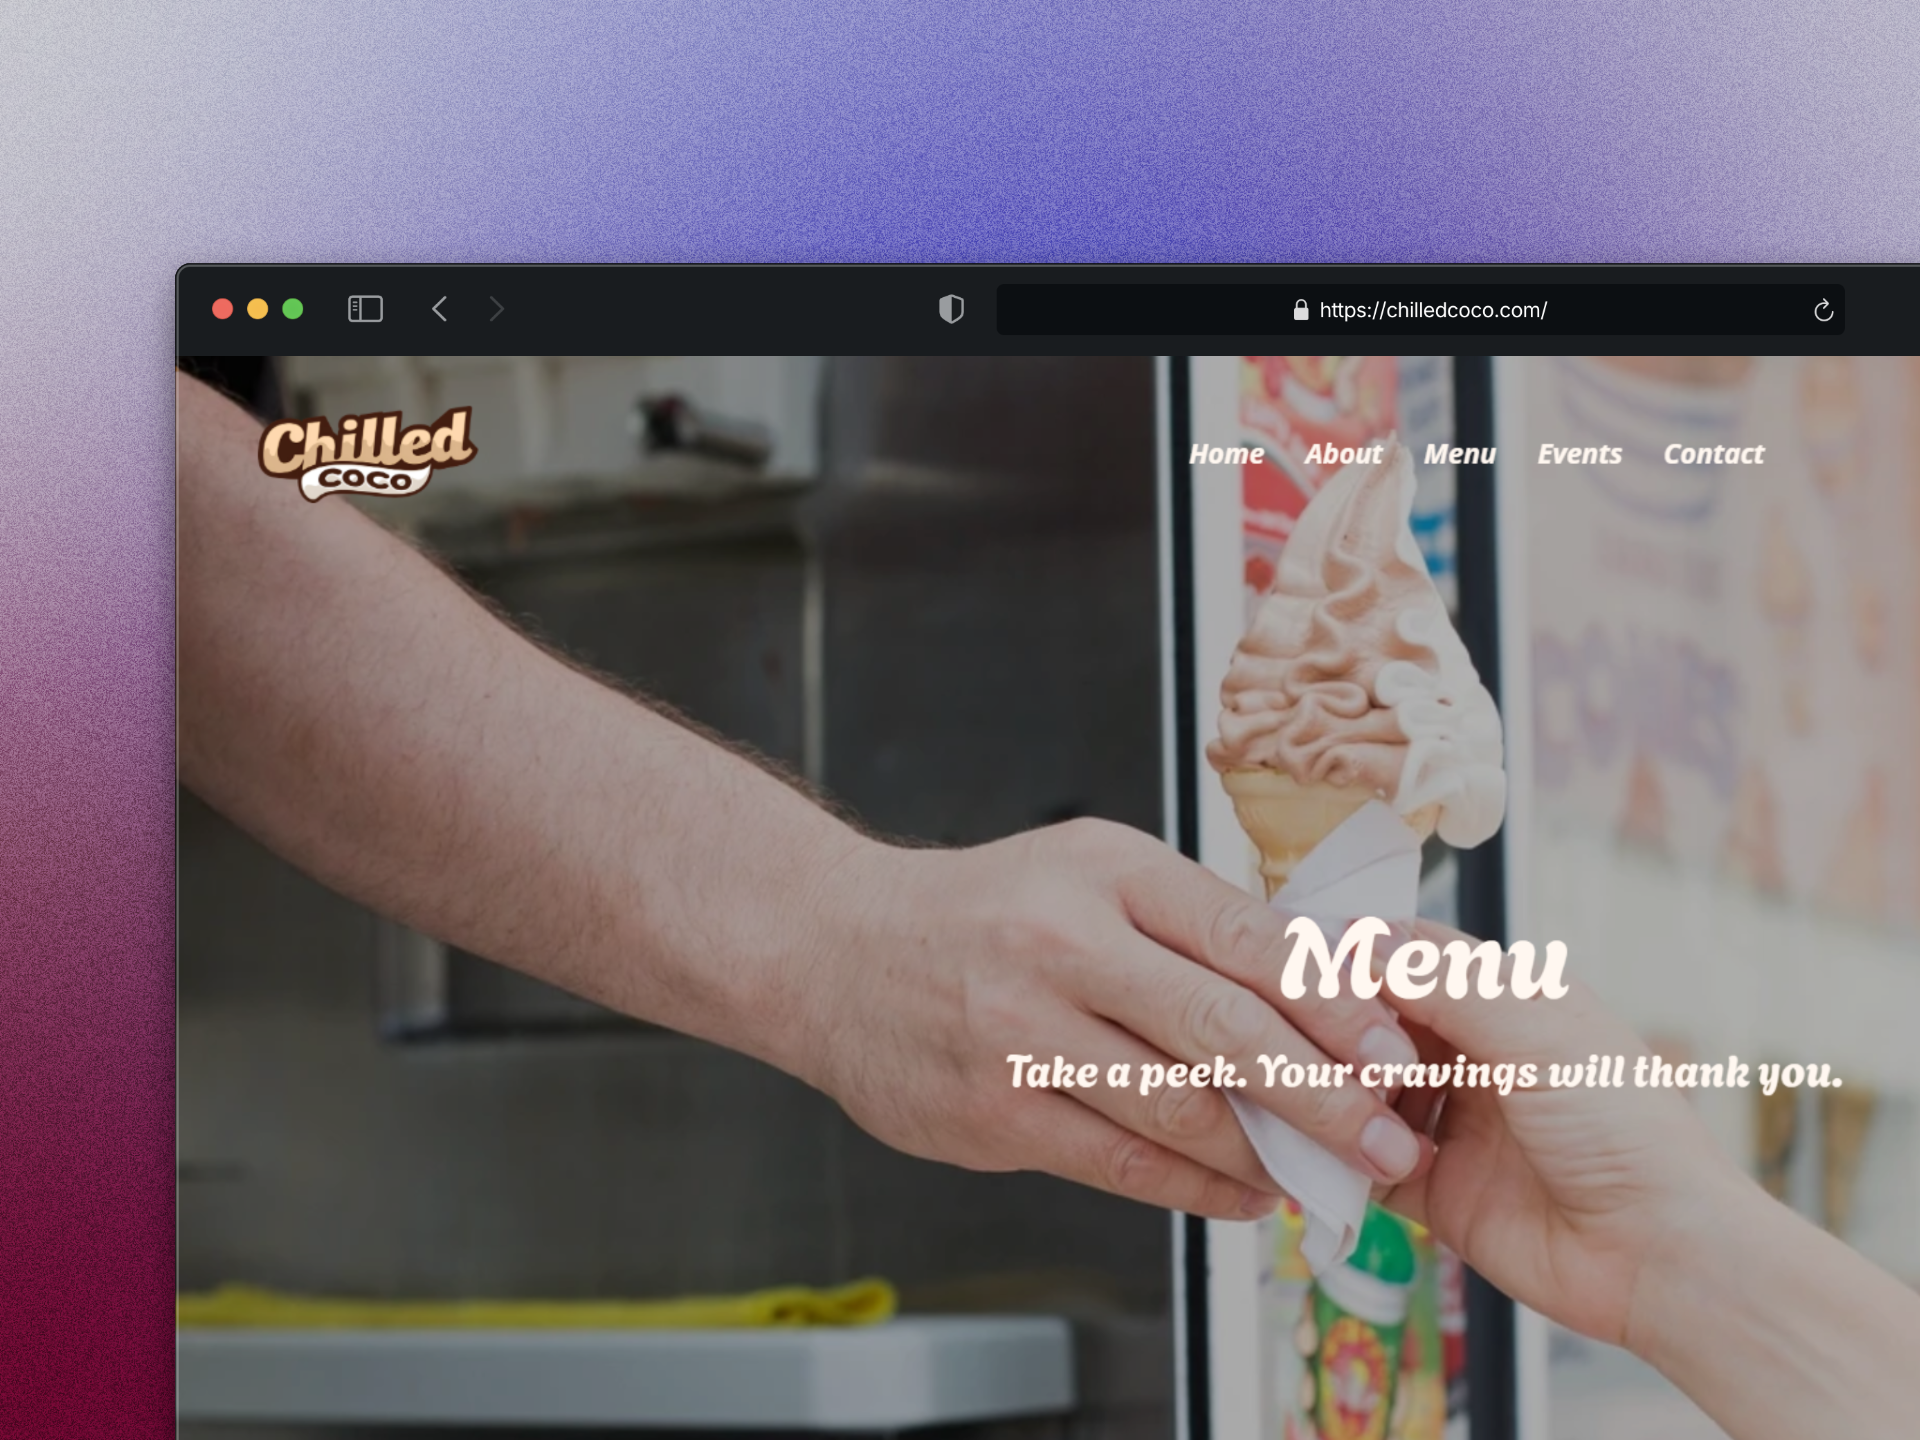 https://chilledcoco.com/
Chilled
COCO
Home About Menu Events Contact
Menu
Take a peek. Your cravings will thank you.